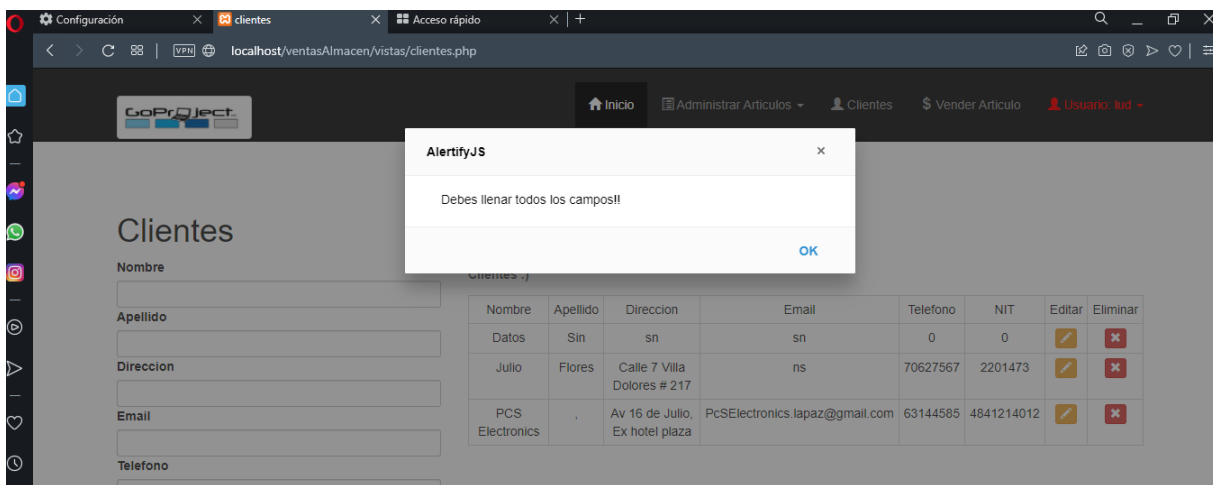 Configuración
clientes
Acceso rápido
VPN localhost/ventasAlmacen/vistas/clientes.php
GoProject.
Inicio
Administrar Articulos
Clientes
$ Vender Articulo
Usuario: lud
AlertifyJS
×
Debes llenar todos los campos!!
OK
Clientes
Nombre
Apellido
Direccion
Email
Telefono
Clientes :)
Nombre Apellido Direccion Email Telefono NIT Editar Eliminar
Datos Sin sn sn 0 0
Julio Flores Calle 7 Villa Dolores # 217 ns 70627567 2201473
PCS Electronics , Av 16 de Julio, Ex hotel plaza PcSElectronics.lapaz@gmail.com 63144585 4841214012